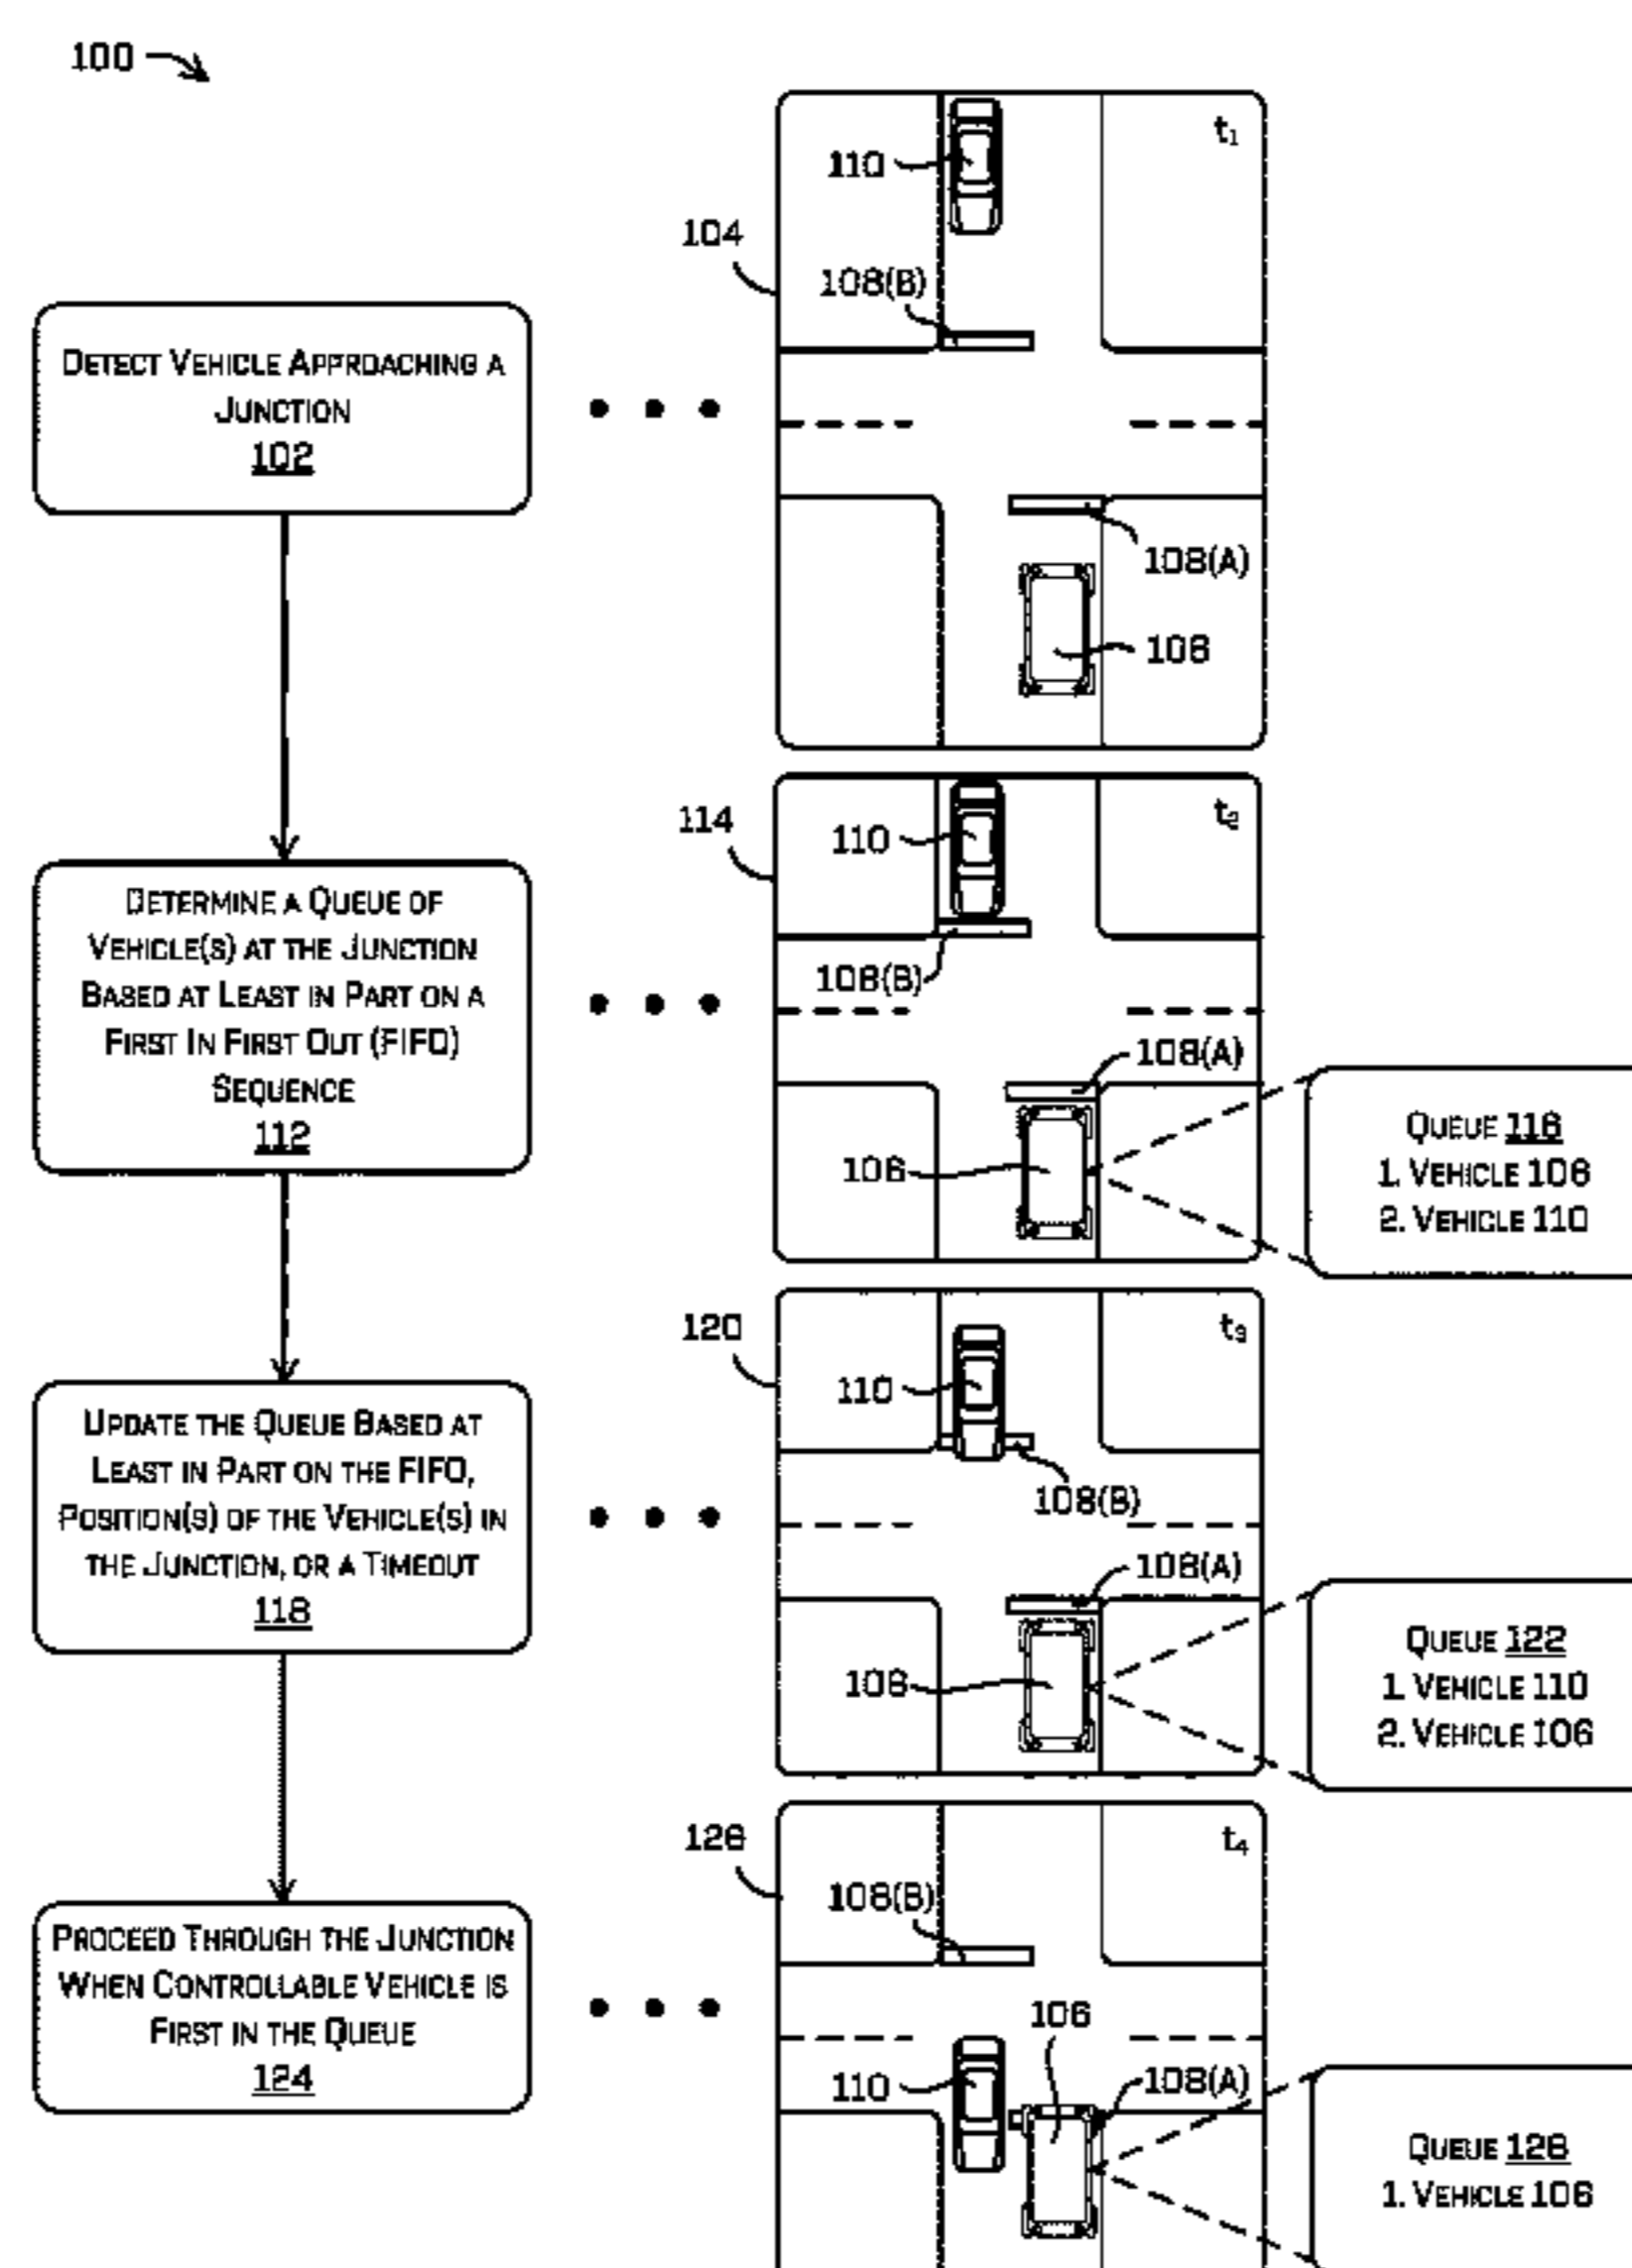 100
t1
110
104
108(B)
DETECT VEHICLE APPROACHING A
JUNCTION
102
108(A)
106
t2
114
110
DETERMINE A QUEUE OF
VEHICLE(S) AT THE JUNCTION
BASED AT LEAST IN PART ON A
FIRST IN FIRST OUT (FIFO)
SEQUENCE
112
108(B)
108(A)
106
QUEUE 116
1. VEHICLE 106
2. VEHICLE 110
t3
120
110
UPDATE THE QUEUE BASED AT
LEAST IN PART ON THE FIFO,
POSITION(S) OF THE VEHICLE(S) IN
THE JUNCTION, OR A TIMEOUT
118
108(B)
108(A)
106
QUEUE 122
1. VEHICLE 110
2. VEHICLE 106
t4
126
108(B)
PROCEED THROUGH THE JUNCTION
WHEN CONTROLLABLE VEHICLE IS
FIRST IN THE QUEUE
124
106
110
108(A)
QUEUE 128
1. VEHICLE 106